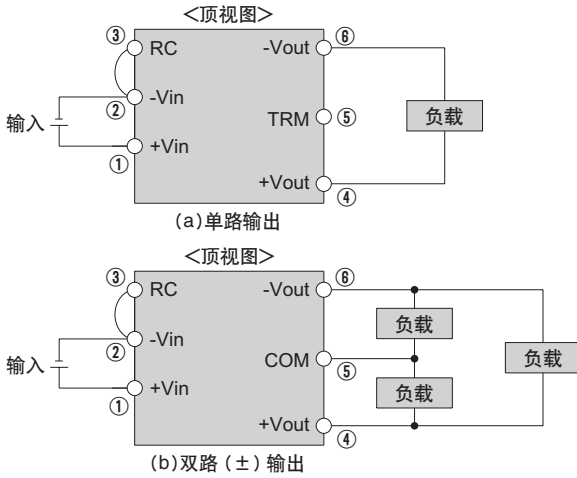 <顶视图>
③ RC -Vout ⑥
② -Vin
输入 TRM ⑤ 负载
① +Vin
+Vout ④
(a)单路输出
<顶视图>
③ RC -Vout ⑥
负载
② -Vin
输入 COM ⑤ 负载
① +Vin 负载
+Vout ④
(b)双路(±)输出